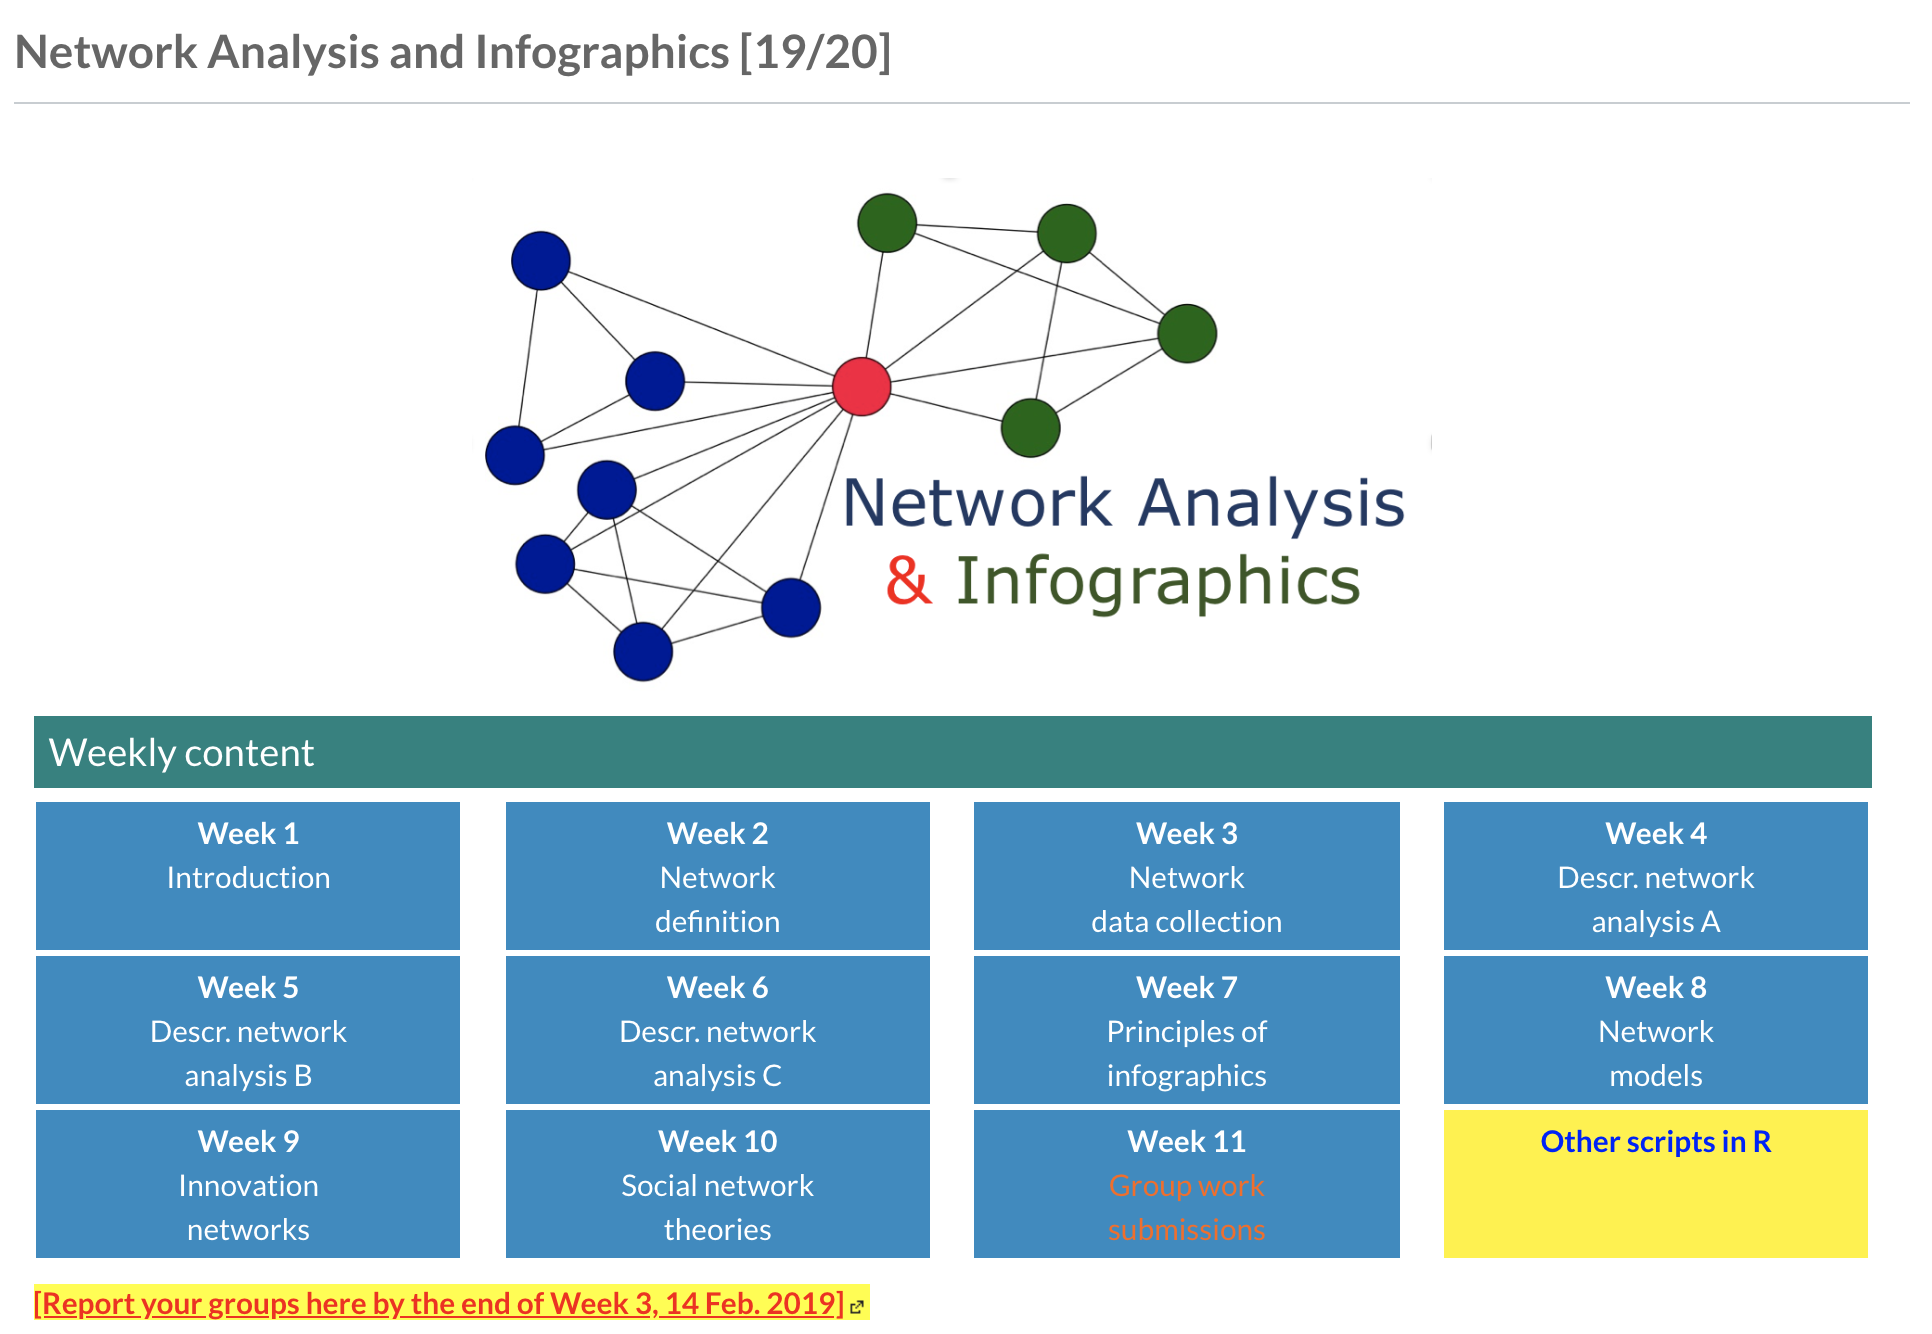 Network Analysis and Infographics [19/20]
Network Analysis
& Infographics
Weekly content
Week 1
Introduction
Week 2
Network
definition
Week 3
Network
data collection
Week 4
Descr. network
analysis A
Week 5
Descr. network
analysis B
Week 6
Descr. network
analysis C
Week 7
Principles of
infographics
Week 8
Network
models
Week 9
Innovation
networks
Week 10
Social network
theories
Week 11
Group work
submissions
Other scripts in R
[Report your groups here by the end of Week 3, 14 Feb. 2019]